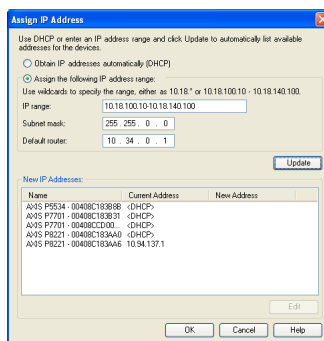 Assign IP Address
Use DHCP or enter an IP address range and click Update to automatically list available
addresses for the devices.
Obtain IP addresses automatically (DHCP)
Assign the following IP address range:
Use wildcards to specify the range, either as 10.18.* or 10.18.100.10 - 10.18.140.100.
IP range: 10.18.100.10-10.18.140.100
Subnet mask: 255 . 255 . 0 . 0
Default router: 10 . 34 . 0 . 1
Update
New IP Addresses:
Name Current Address New Address
AXIS P5534 - 00408C183B8B <DHCP>
AXIS P7701 - 00408C183B31 <DHCP>
AXIS P7701 - 00408CCD00... <DHCP>
AXIS P8221 - 00408C183AA0 <DHCP>
AXIS P8221 - 00408C183AA6 10.94.137.1
Edit
OK Cancel Help